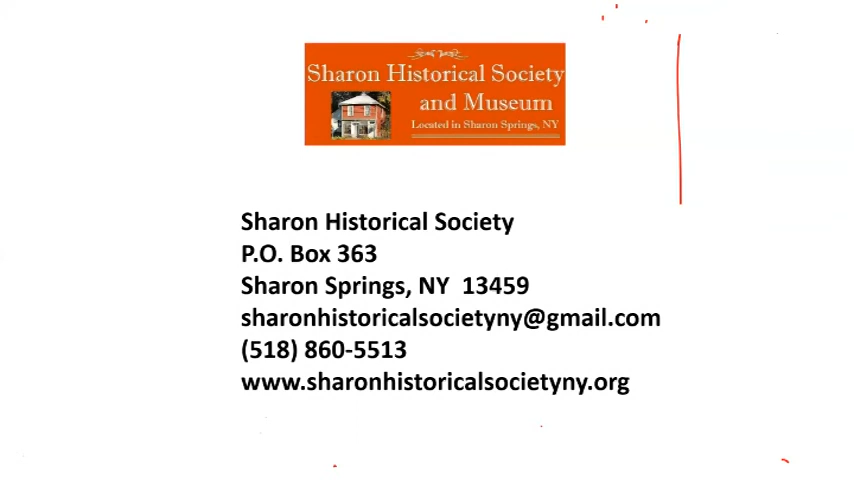 Sharon Historical Society
and Museum
Located in Sharon Springs, NY
Sharon Historical Society
P.O. Box 363
Sharon Springs, NY  13459
sharonhistoricalsocietyny@gmail.com
(518) 860-5513
www.sharonhistoricalsocietyny.org